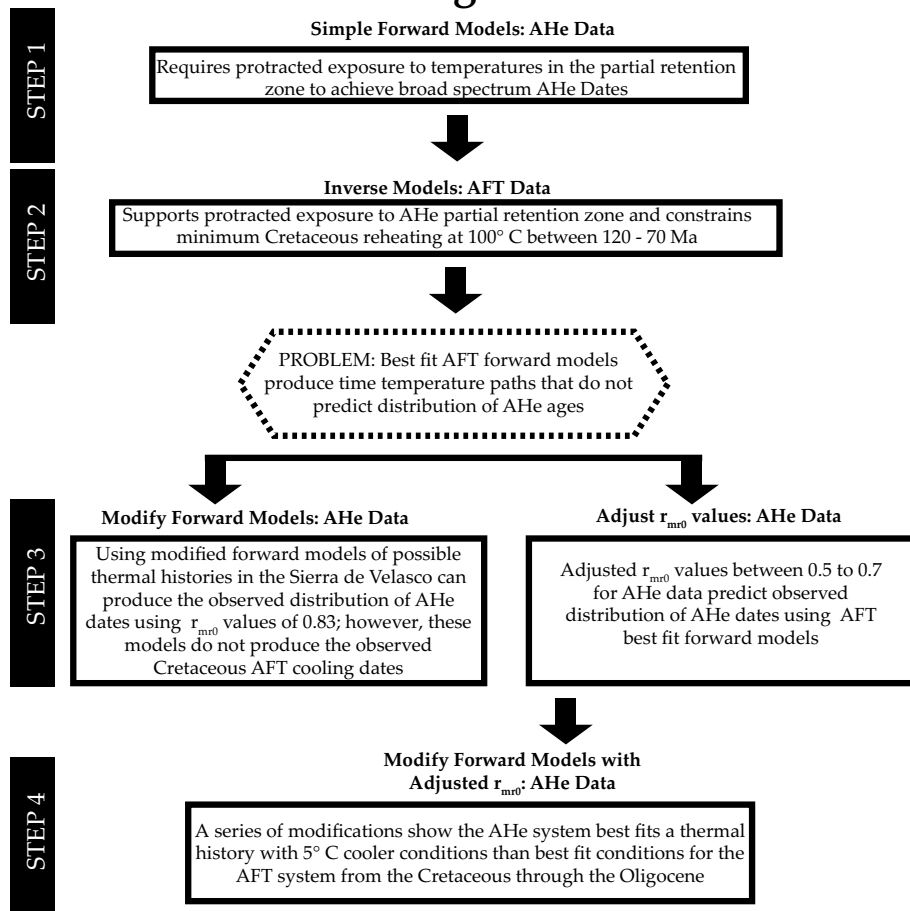 STEP 1
Simple Forward Models: AHe Data
Requires protracted exposure to temperatures in the partial retention
zone to achieve broad spectrum AHe Dates
STEP 2
Inverse Models: AFT Data
Supports protracted exposure to AHe partial retention zone and constrains
minimum Cretaceous reheating at 100° C between 120 - 70 Ma
PROBLEM: Best fit AFT forward models
produce time temperature paths that do not
predict distribution of AHe ages
STEP 3
Modify Forward Models: AHe Data
Using modified forward models of possible
thermal histories in the Sierra de Velasco can
produce the observed distribution of AHe
dates using rmr0 values of 0.83; however, these
models do not produce the observed
Cretaceous AFT cooling dates
Adjust rmr0 values: AHe Data
Adjusted rmr0 values between 0.5 to 0.7
for AHe data predict observed
distribution of AHe dates using AFT
best fit forward models
STEP 4
Modify Forward Models with
Adjusted rmr0: AHe Data
A series of modifications show the AHe system best fits a thermal
history with 5° C cooler conditions than best fit conditions for the
AFT system from the Cretaceous through the Oligocene